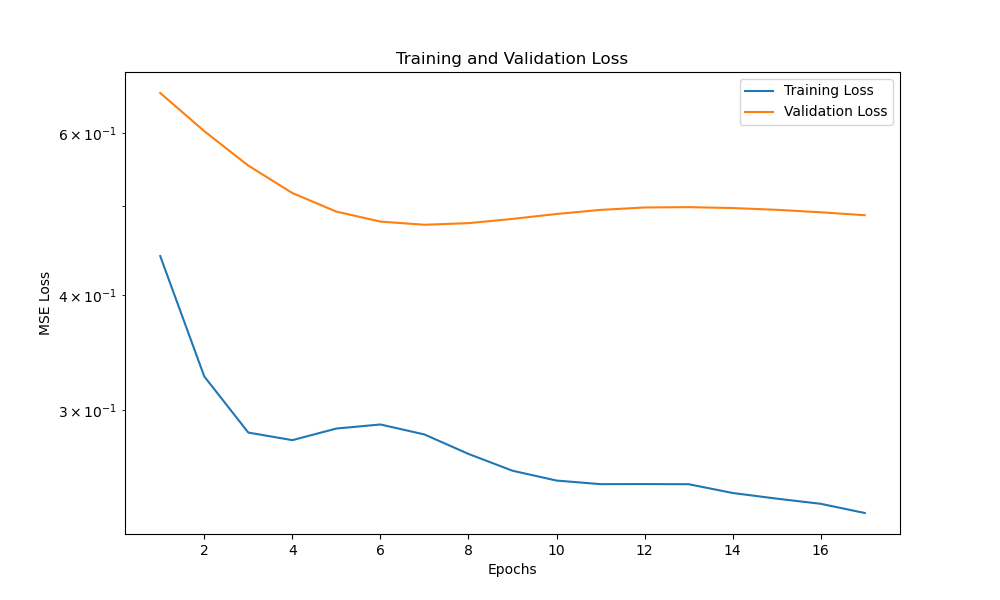 Training and Validation Loss
Training Loss
Validation Loss
6 × 10⁻¹
4 × 10⁻¹
3 × 10⁻¹
MSE Loss
2 4 6 8 10 12 14 16
Epochs